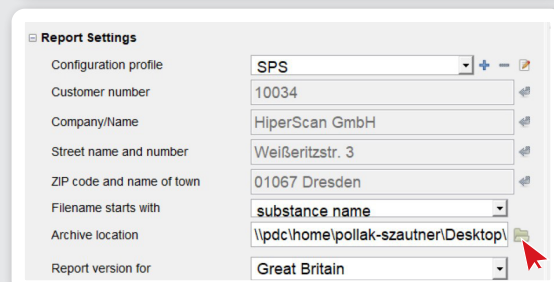 Report Settings
Configuration profile SPS
Customer number 10034
Company/Name HiperScan GmbH
Street name and number Weißeritzstr. 3
ZIP code and name of town 01067 Dresden
Filename starts with substance name
Archive location \\pdc\home\pollak-szautner\Desktop\
Report version for Great Britain